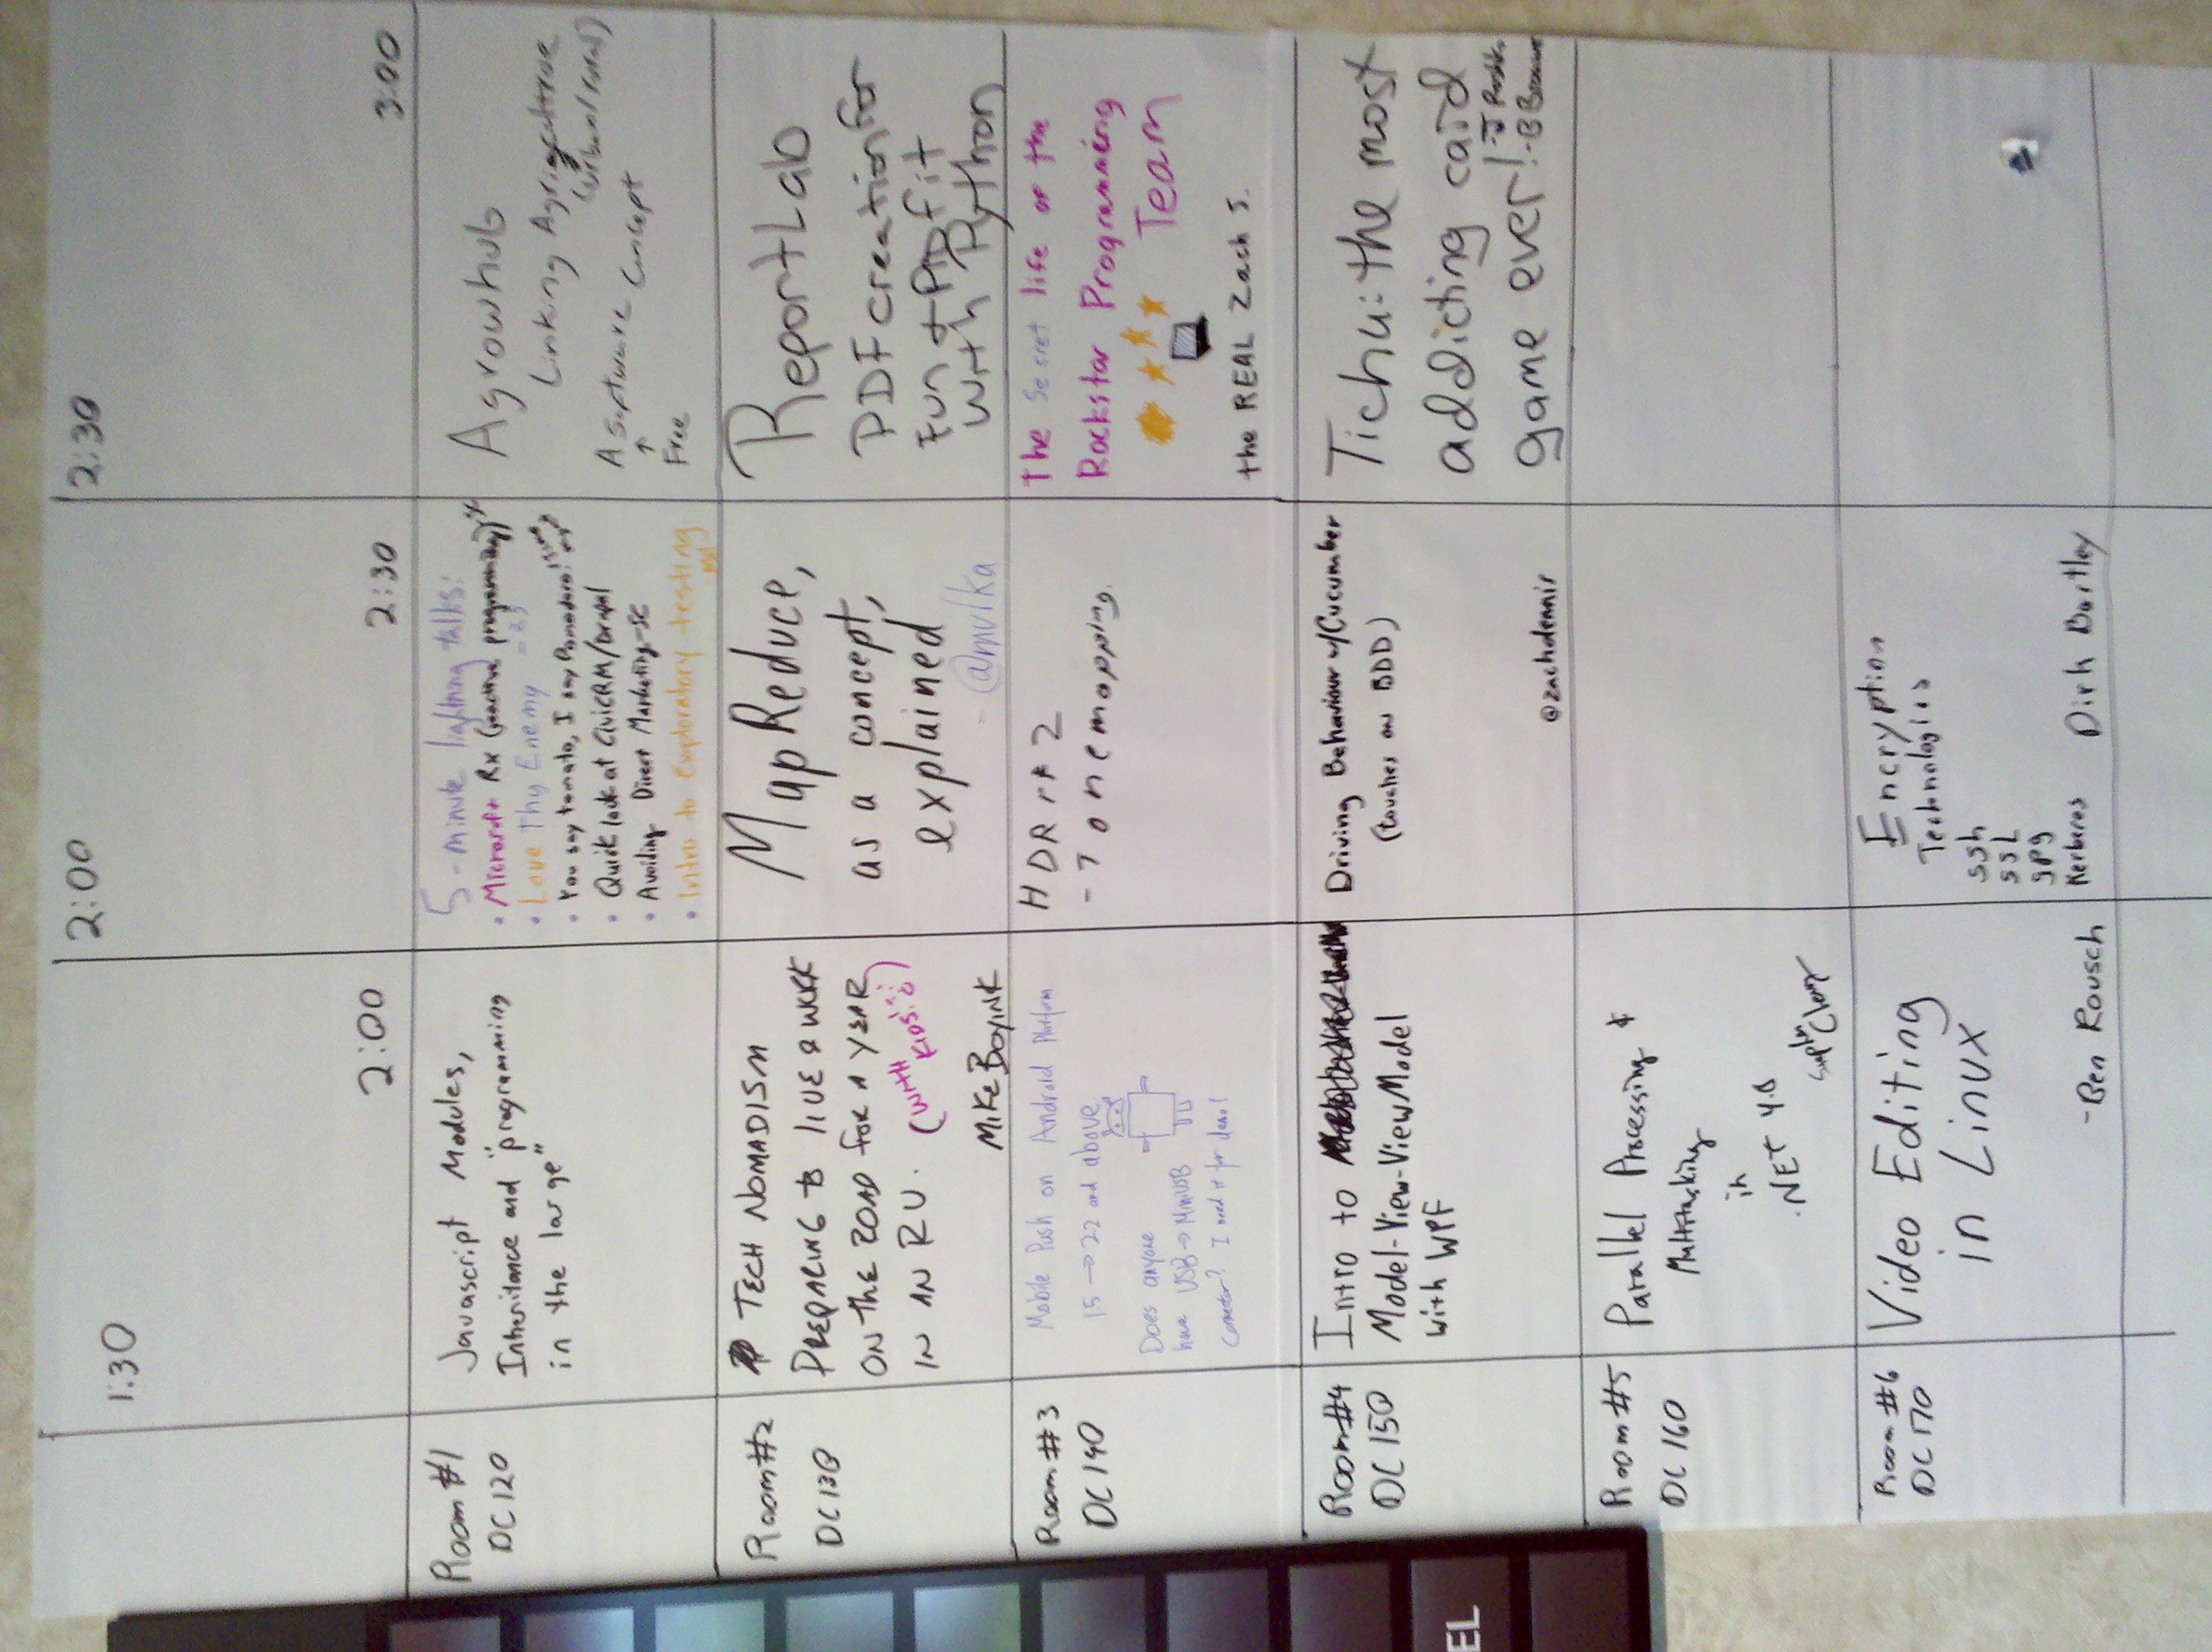 1:30
2:00
2:00
2:30
2:30
3:00
Room #1
DC 120
Javascript Modules,
Inheritance and "programming
in the large"
5-minute lightning talks:
• Microsoft Rx (reactive programming)
• Love Thy Enemy
• You say tomato, I say Pomodoro!
• Quick look at CiviCRM/Drupal
• Avoiding Direct Marketing-SC
• Intro to Exploratory testing
-Mel
Agrowhub
Linking Agriculture
(urban/rural)
A software concept
↑
Free
Room #2
DC 130
TECH NOMADISM
PREPARING to LIVE & WORK
ON THE ROAD FOR A YEAR
IN AN RV.
(WITH
KIDS!!)
MIKE BOYINK
MapReduce,
as a concept,
explained
- @mulka
ReportLab
PDF creation for
Fun + Profit
with Python
Room #3
DC 140
Mobile Push on Android Platform
1.5 → 2.2 and above
Does anyone
have USB → MiniUSB
connector? I need it for demo!
HDR pt 2
- Tonemapping.
The Secret life of the
Rockstar Programming
Team
the REAL Zach S.
Room #4
DC 150
Intro to
Model-View-ViewModel
with WPF
Driving Behaviour w/Cucumber
(touches on BDD)
@zachdennis
Tichu: the most
addicting card
game ever!
-J
-B
Room #5
DC 160
Parallel Processing &
Multitasking
in
.NET 4.0
EL
Room #6
DC 170
Video Editing
in Linux
-Ben Rousch
Encryption
Technologies
ssh
ssL
gpg
Kerberos
Dirk Bartley